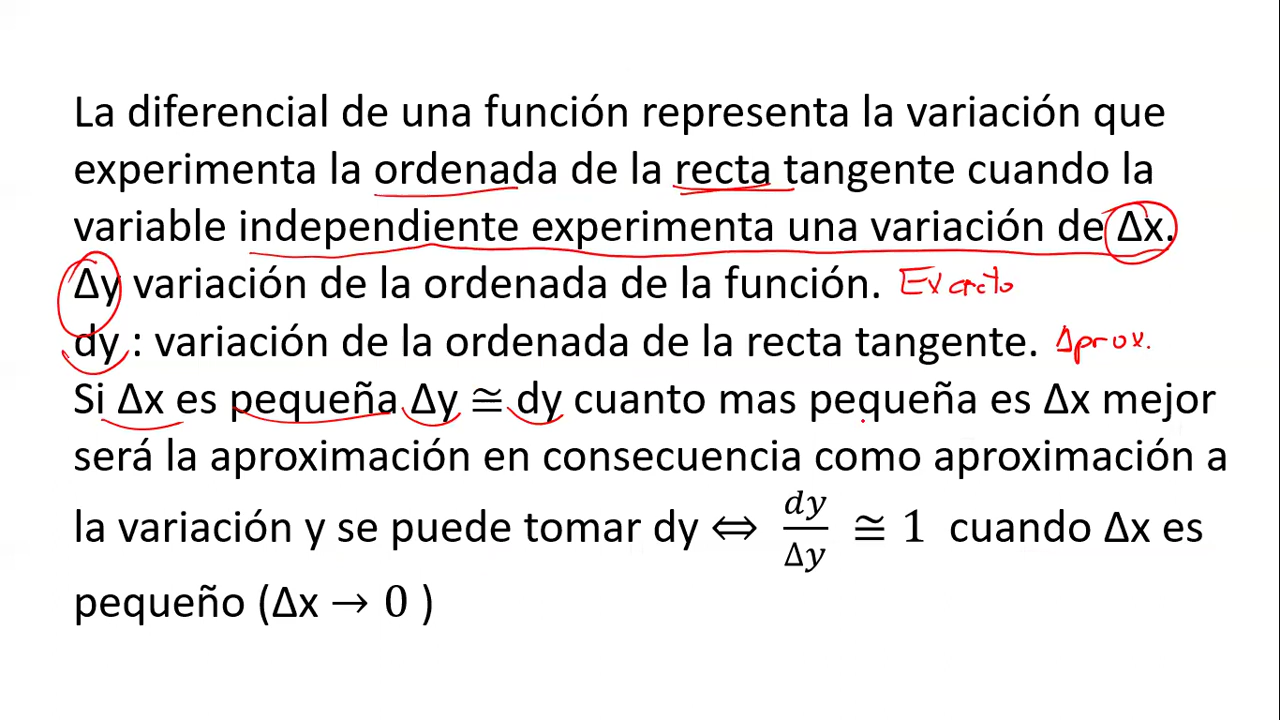 La diferencial de una función representa la variación que
experimenta la ordenada de la recta tangente cuando la
variable independiente experimenta una variación de Δx.
Δy variación de la ordenada de la función. Exacto
dy : variación de la ordenada de la recta tangente. Aprox.
Si Δx es pequeña Δy ≅ dy cuanto mas pequeña es Δx mejor
será la aproximación en consecuencia como aproximación a
la variación y se puede tomar dy ⇔ dy/Δy ≅ 1 cuando Δx es
pequeño (Δx → 0 )